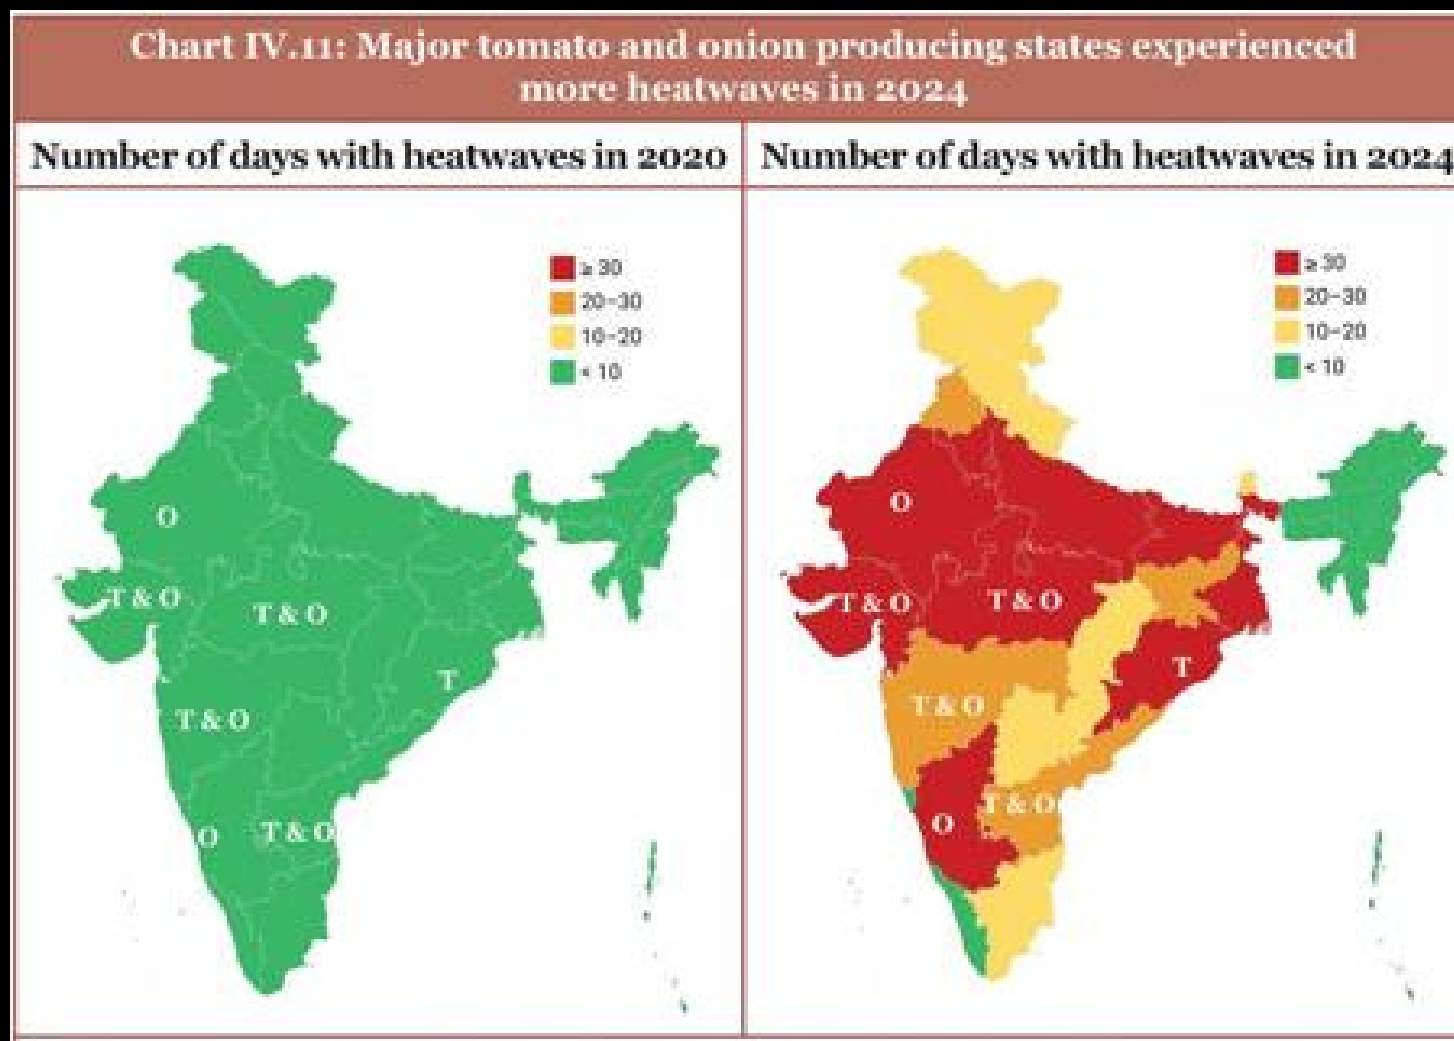 Chart IV.11: Major tomato and onion producing states experienced
more heatwaves in 2024
Number of days with heatwaves in 2020
Number of days with heatwaves in 2024
≥ 30
20-30
10-20
< 10
O
T & O
T & O
T
T & O
O
T & O
≥ 30
20-30
10-20
< 10
O
T & O
T & O
T
T & O
T & O
O